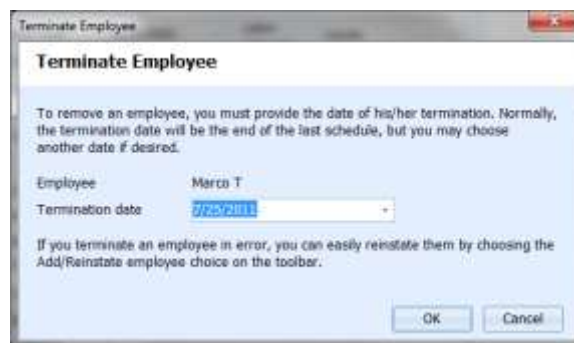 Terminate Employee
Terminate Employee
To remove an employee, you must provide the date of his/her termination. Normally,
the termination date will be the end of the last schedule, but you may choose
another date if desired.
Employee Marco T
Termination date 7/25/2011
If you terminate an employee in error, you can easily reinstate them by choosing the
Add/Reinstate employee choice on the toolbar.
OK Cancel